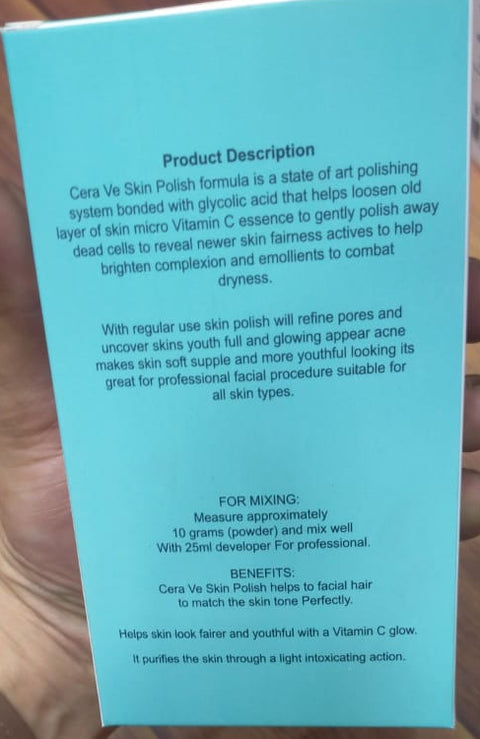 Product Description
Cera Ve Skin Polish formula is a state of art polishing
system bonded with glycolic acid that helps loosen old
layer of skin micro Vitamin C essence to gently polish away
dead cells to reveal newer skin fairness actives to help
brighten complexion and emollients to combat
dryness.
With regular use skin polish will refine pores and
uncover skins youth full and glowing appear acne
makes skin soft supple and more youthful looking its
great for professional facial procedure suitable for
all skin types.
FOR MIXING:
Measure approximately
10 grams (powder) and mix well
With 25ml developer For professional.
BENEFITS:
Cera Ve Skin Polish helps to facial hair
to match the skin tone Perfectly.
Helps skin look fairer and youthful with a Vitamin C glow.
It purifies the skin through a light intoxicating action.